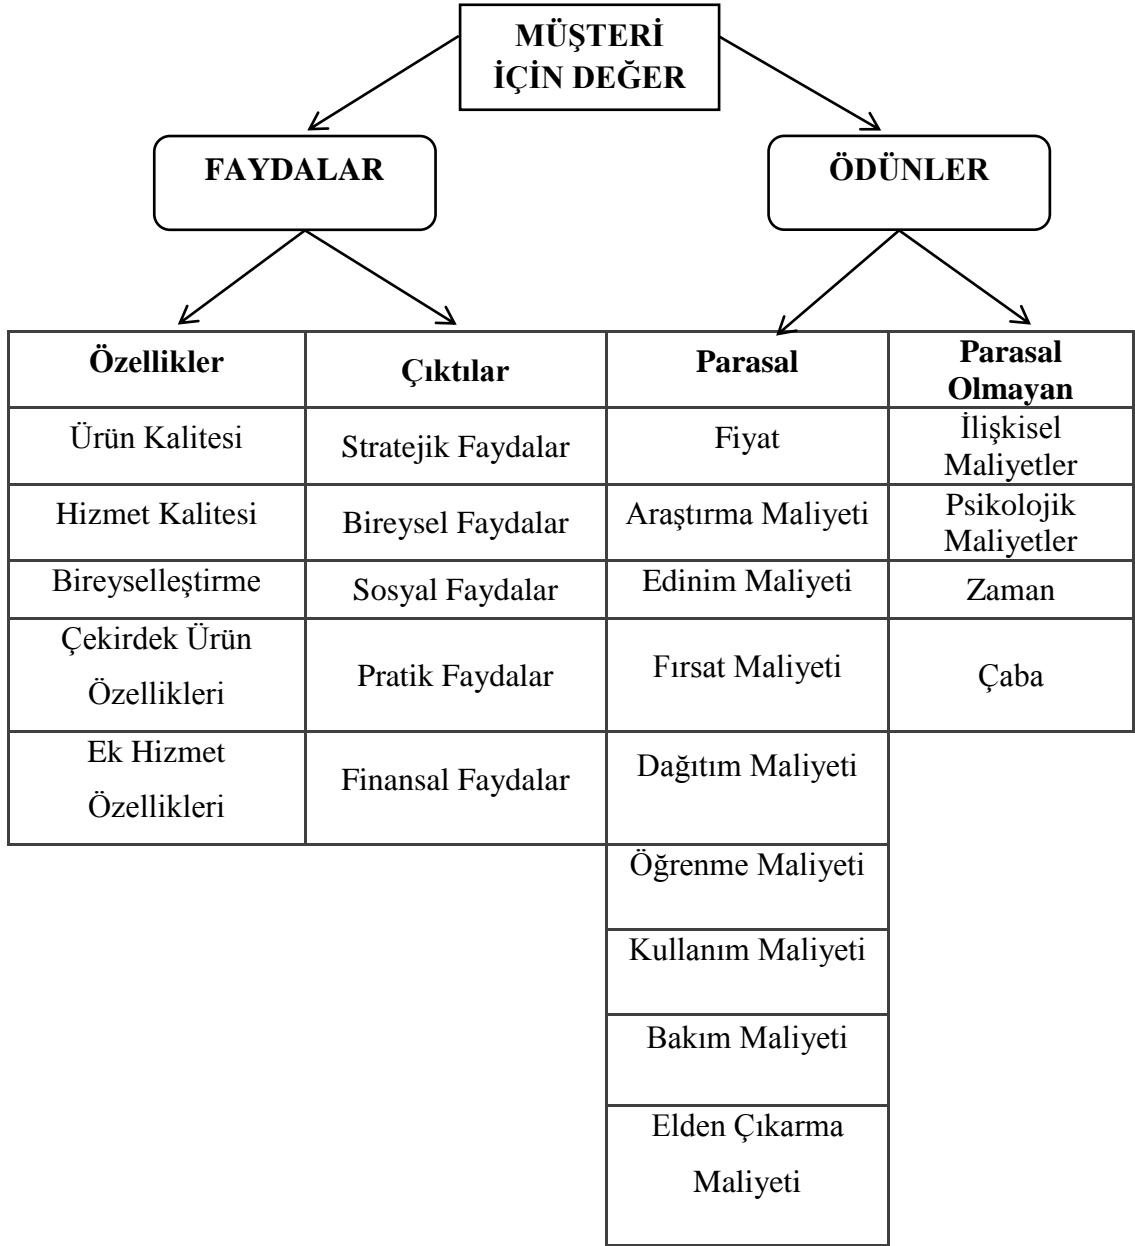 MÜŞTERİ
İÇİN DEĞER
FAYDALAR
ÖDÜNLER
Özellikler
Çıktılar
Parasal
Parasal
Olmayan
Ürün Kalitesi
Stratejik Faydalar
Fiyat
İlişkisel
Maliyetler
Hizmet Kalitesi
Bireysel Faydalar
Araştırma Maliyeti
Psikolojik
Maliyetler
Bireyselleştirme
Sosyal Faydalar
Edinim Maliyeti
Zaman
Çekirdek Ürün
Özellikleri
Pratik Faydalar
Fırsat Maliyeti
Çaba
Ek Hizmet
Özellikleri
Finansal Faydalar
Dağıtım Maliyeti
Öğrenme Maliyeti
Kullanım Maliyeti
Bakım Maliyeti
Elden Çıkarma
Maliyeti